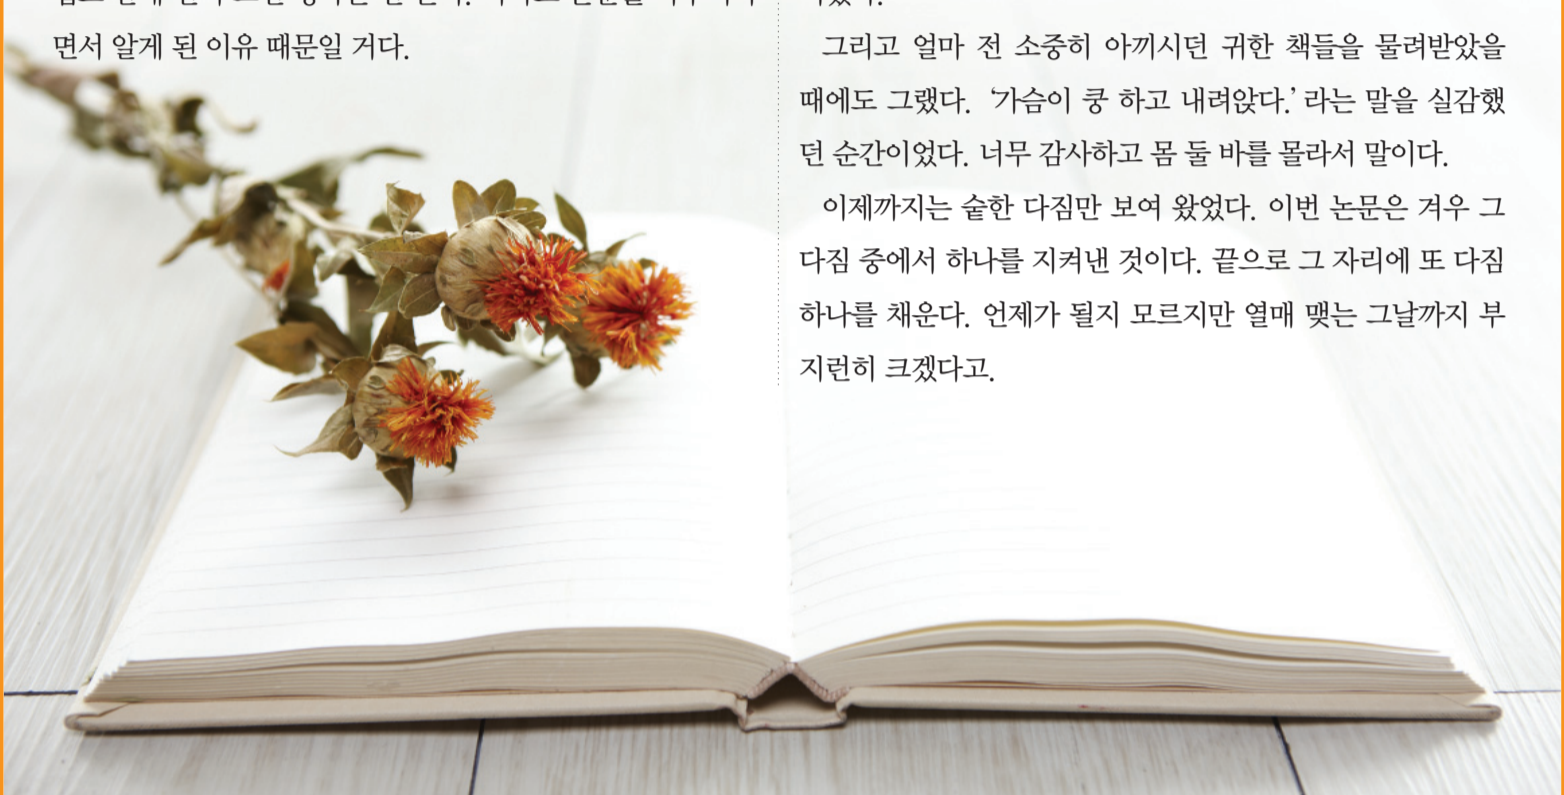 면서 알게 된 이유 때문일 거다.
그리고 얼마 전 소중히 아끼시던 귀한 책들을 물려받았을
때에도 그랬다. ‘가슴이 쿵 하고 내려앉다.’ 라는 말을 실감했
던 순간이었다. 너무 감사하고 몸 둘 바를 몰라서 말이다.
이제까지는 숱한 다짐만 보여 왔었다. 이번 논문은 겨우 그
다짐 중에서 하나를 지켜낸 것이다. 끝으로 그 자리에 또 다짐
하나를 채운다. 언제가 될지 모르지만 열매 맺는 그날까지 부
지런히 크겠다고.